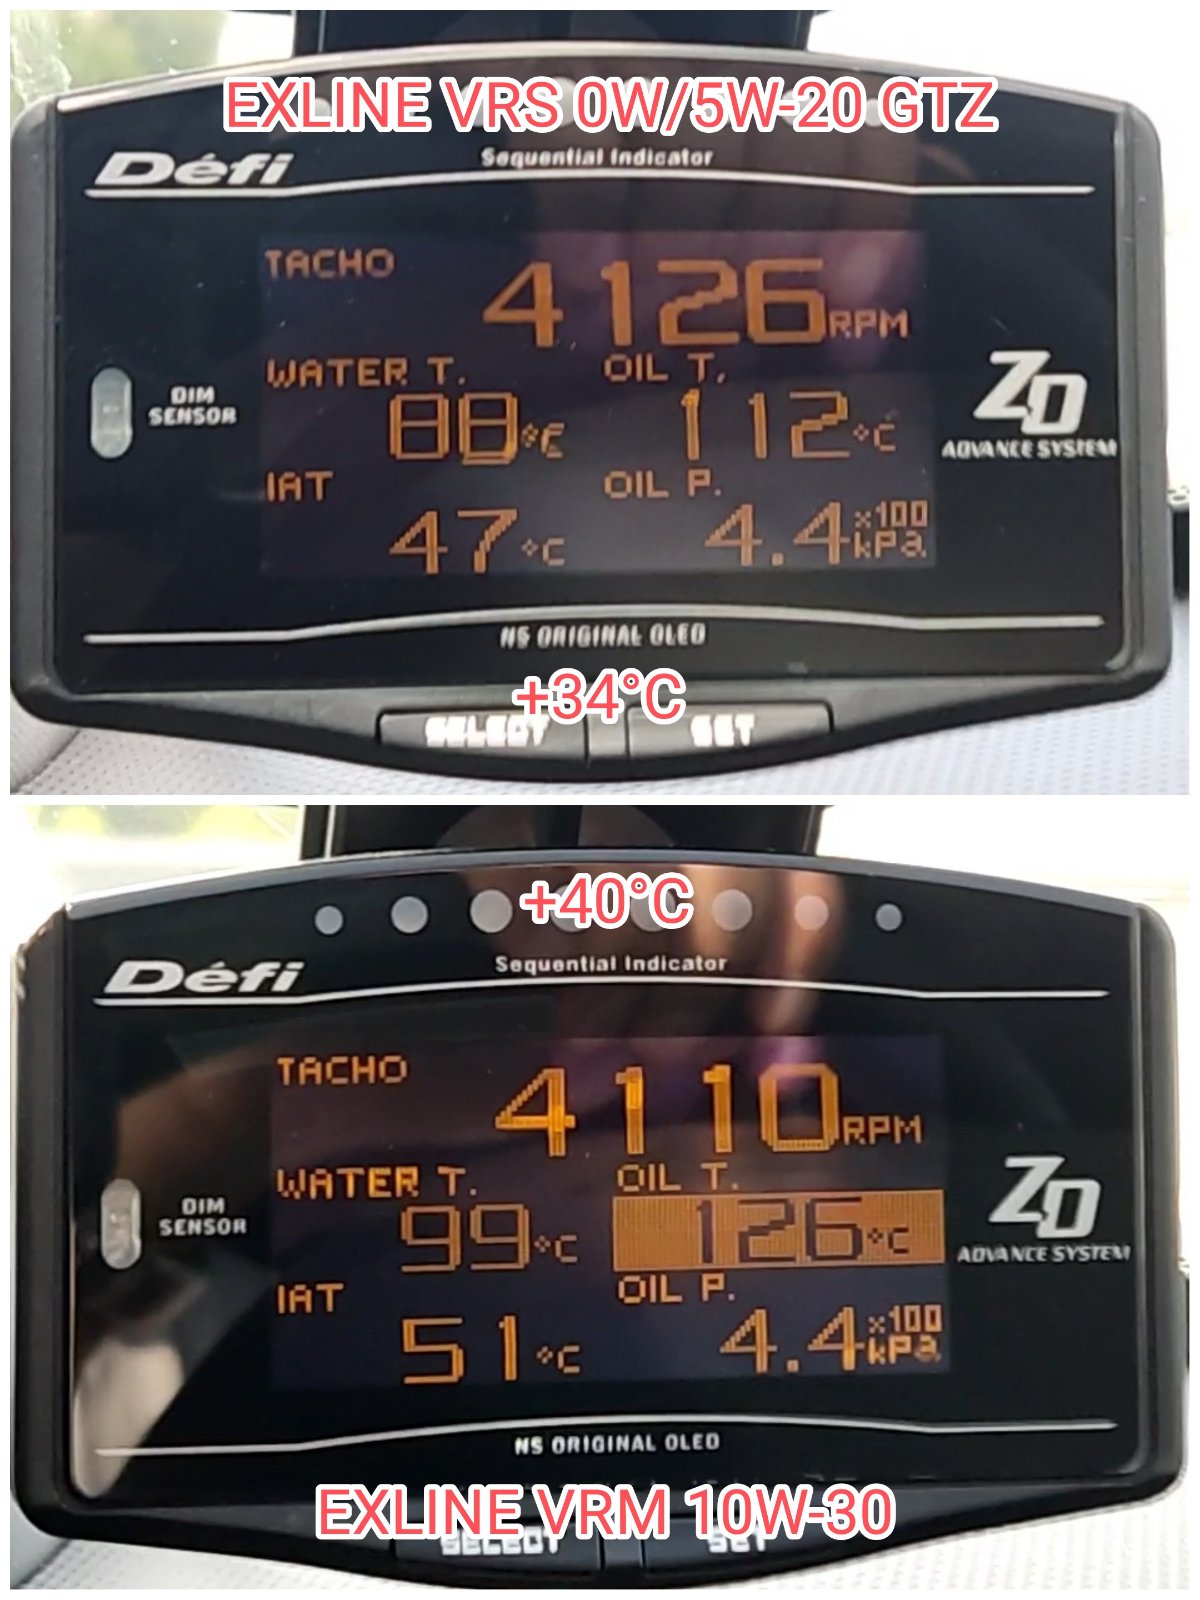 EXLINE VRS 0W/5W-20 GTZ
Sequential Indicator
Défi
TACHO
4126 RPM
WATER T. OIL T.
88°C 112°C
DIM
SENSOR
ZD
ADVANCE SYSTEM
IAT OIL P.
47°C 4.4 x100 kPa
NS ORIGINAL OLED
+34°C
SELECT SET
+40°C
Sequential Indicator
Défi
TACHO
4110 RPM
WATER T. OIL T.
99°C 126°C
DIM
SENSOR
ZD
ADVANCE SYSTEM
IAT OIL P.
51°C 4.4 x100 kPa
NS ORIGINAL OLED
EXLINE VRM 10W-30
SELECT SET